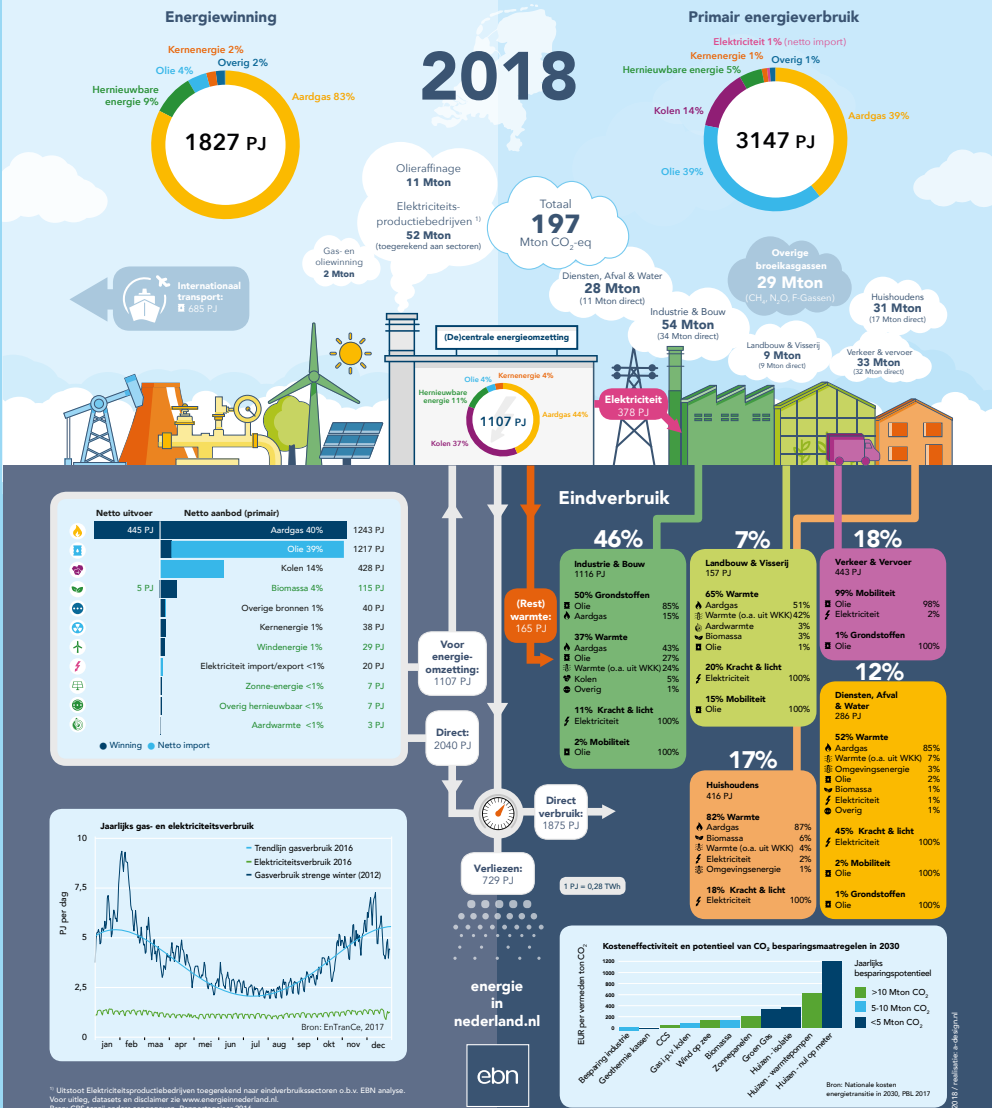 Energiewinning
Primair energieverbruik
2018
Kernenergie 2%
Overig 2%
Olie 4%
Hernieuwbare
energie 9%
Aardgas 83%
1827 PJ
Elektriciteit 1% (netto import)
Kernenergie 1%
Overig 1%
Hernieuwbare energie 5%
Kolen 14%
Aardgas 39%
Olie 39%
3147 PJ
Olieraffinage
11 Mton
Elektriciteits-
productiebedrijven 1)
52 Mton
(toegerekend aan sectoren)
Totaal
197
Mton CO2-eq
Gas- en
oliewinning
2 Mton
Diensten, Afval & Water
28 Mton
(11 Mton direct)
Overige
broeikasgassen
29 Mton
(CH4, N2O, F-Gassen)
Industrie & Bouw
54 Mton
(34 Mton direct)
Huishoudens
31 Mton
(17 Mton direct)
Landbouw & Visserij
9 Mton
(9 Mton direct)
Verkeer & vervoer
33 Mton
(32 Mton direct)
Internationaal
transport:
685 PJ
(De)centrale energieomzetting
Olie 4%
Kernenergie 4%
Hernieuwbare
energie 11%
Aardgas 44%
Kolen 37%
1107 PJ
Elektriciteit
378 PJ
Netto uitvoer
Netto aanbod (primair)
445 PJ
Aardgas 40%
1243 PJ
Olie 39%
1217 PJ
Kolen 14%
428 PJ
5 PJ
Biomassa 4%
115 PJ
Overige bronnen 1%
40 PJ
Kernenergie 1%
38 PJ
Windenergie 1%
29 PJ
Elektriciteit import/export <1%
20 PJ
Zonne-energie <1%
7 PJ
Overig hernieuwbaar <1%
7 PJ
Aardwarmte <1%
3 PJ
Winning
Netto import
Voor
energie-
omzetting:
1107 PJ
Direct:
2040 PJ
(Rest)
warmte:
165 PJ
Direct
verbruik:
1875 PJ
Verliezen:
729 PJ
1 PJ = 0,28 TWh
Eindverbruik
46%
Industrie & Bouw
1116 PJ
50% Grondstoffen
Olie 85%
Aardgas 15%
37% Warmte
Aardgas 43%
Olie 27%
Warmte (o.a. uit WKK) 24%
Kolen 5%
Overig 1%
11% Kracht & licht
Elektriciteit 100%
2% Mobiliteit
Olie 100%
7%
Landbouw & Visserij
157 PJ
65% Warmte
Aardgas 51%
Warmte (o.a. uit WKK) 42%
Aardwarmte 3%
Biomassa 3%
Olie 1%
20% Kracht & licht
Elektriciteit 100%
15% Mobiliteit
Olie 100%
18%
Verkeer & Vervoer
443 PJ
99% Mobiliteit
Olie 98%
Elektriciteit 2%
1% Grondstoffen
Olie 100%
12%
Diensten, Afval
& Water
286 PJ
52% Warmte
Aardgas 85%
Warmte (o.a. uit WKK) 7%
Omgevingsenergie 3%
Olie 2%
Biomassa 1%
Elektriciteit 1%
Overig 1%
45% Kracht & licht
Elektriciteit 100%
2% Mobiliteit
Olie 100%
1% Grondstoffen
Olie 100%
17%
Huishoudens
416 PJ
82% Warmte
Aardgas 87%
Biomassa 6%
Warmte (o.a. uit WKK) 4%
Elektriciteit 2%
Omgevingsenergie 1%
18% Kracht & licht
Elektriciteit 100%
Jaarlijks gas- en elektriciteitsverbruik
Trendlijn gasverbruik 2016
Elektriciteitsverbruik 2016
Gasverbruik strenge winter (2012)
PJ per dag
10
7,5
5
2,5
0
Bron: EnTranCe, 2017
jan feb maa apr mei jun jul aug sep okt nov dec
energie
in
nederland.nl
ebn
Kosteneffectiviteit en potentieel van CO2 besparingsmaatregelen in 2030
EUR per vermeden ton CO2
1200
1000
800
600
400
200
0
Besparing industrie
Geothermie kassen
CCS
Gas i.p.v. kolen
Wind op zee
Biomassa
Zonnepanelen
Groen Gas
Huizen - isolatie
Huizen - warmtepompen
Huizen - nul op meter
Jaarlijks
besparingspotentieel
>10 Mton CO2
5-10 Mton CO2
<5 Mton CO2
Bron: Nationale kosten
energietransitie in 2030, PBL 2017
2018 / realisatie: a-design.nl
1) Uitstoot Elektriciteitsproductiebedrijven toegerekend naar eindverbruikssectoren o.b.v. EBN analyse.
Voor uitleg, datasets en disclaimer zie www.energieinnederland.nl.